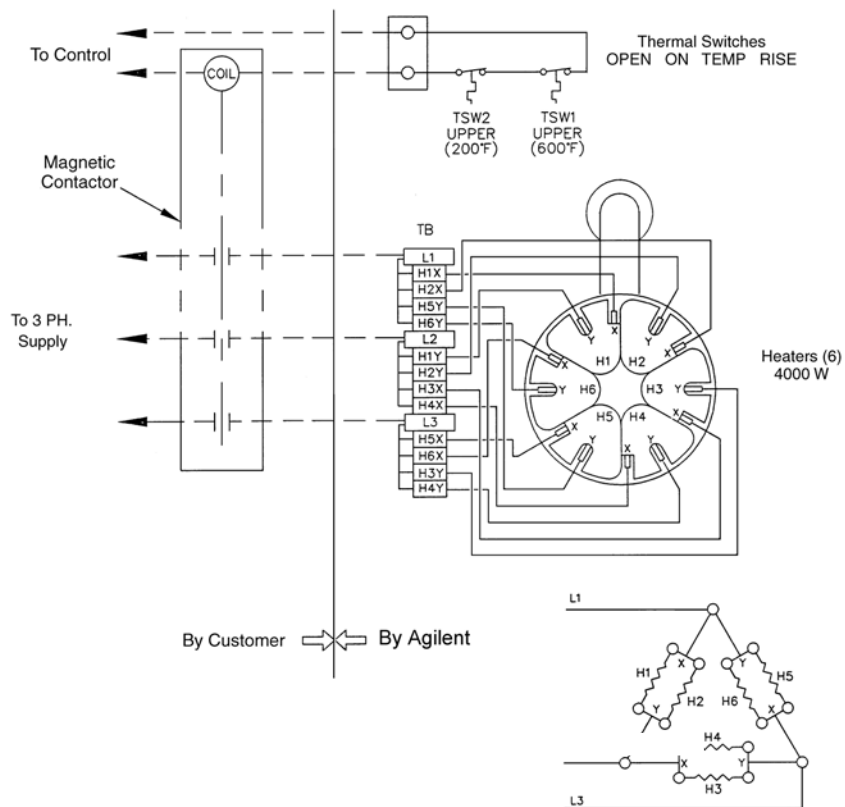 To Control
COIL
Thermal Switches
OPEN ON TEMP RISE
TSW2
UPPER
(200°F)
TSW1
UPPER
(600°F)
Magnetic
Contactor
TB
L1
H1X
H2X
H5Y
H6Y
L2
H1Y
H2Y
H3X
H4X
L3
H5X
H6X
H3Y
H4Y
To 3 PH.
Supply
X
Y
Y
X
X
Y
H1
H2
H6
H3
Y
Y
H5
H4
X
X
Y
Y
X
Heaters (6)
4000 W
By Customer
By Agilent
L1
X
Y
H1
H2
H6
H5
Y
X
H4
X
Y
H3
L3